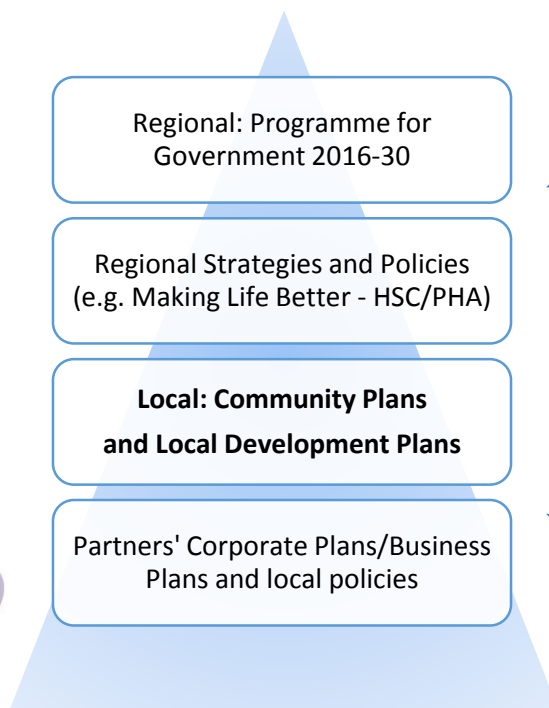 Regional: Programme for
Government 2016-30
Regional Strategies and Policies
(e.g. Making Life Better - HSC/PHA)
Local: Community Plans
and Local Development Plans
Partners' Corporate Plans/Business
Plans and local policies